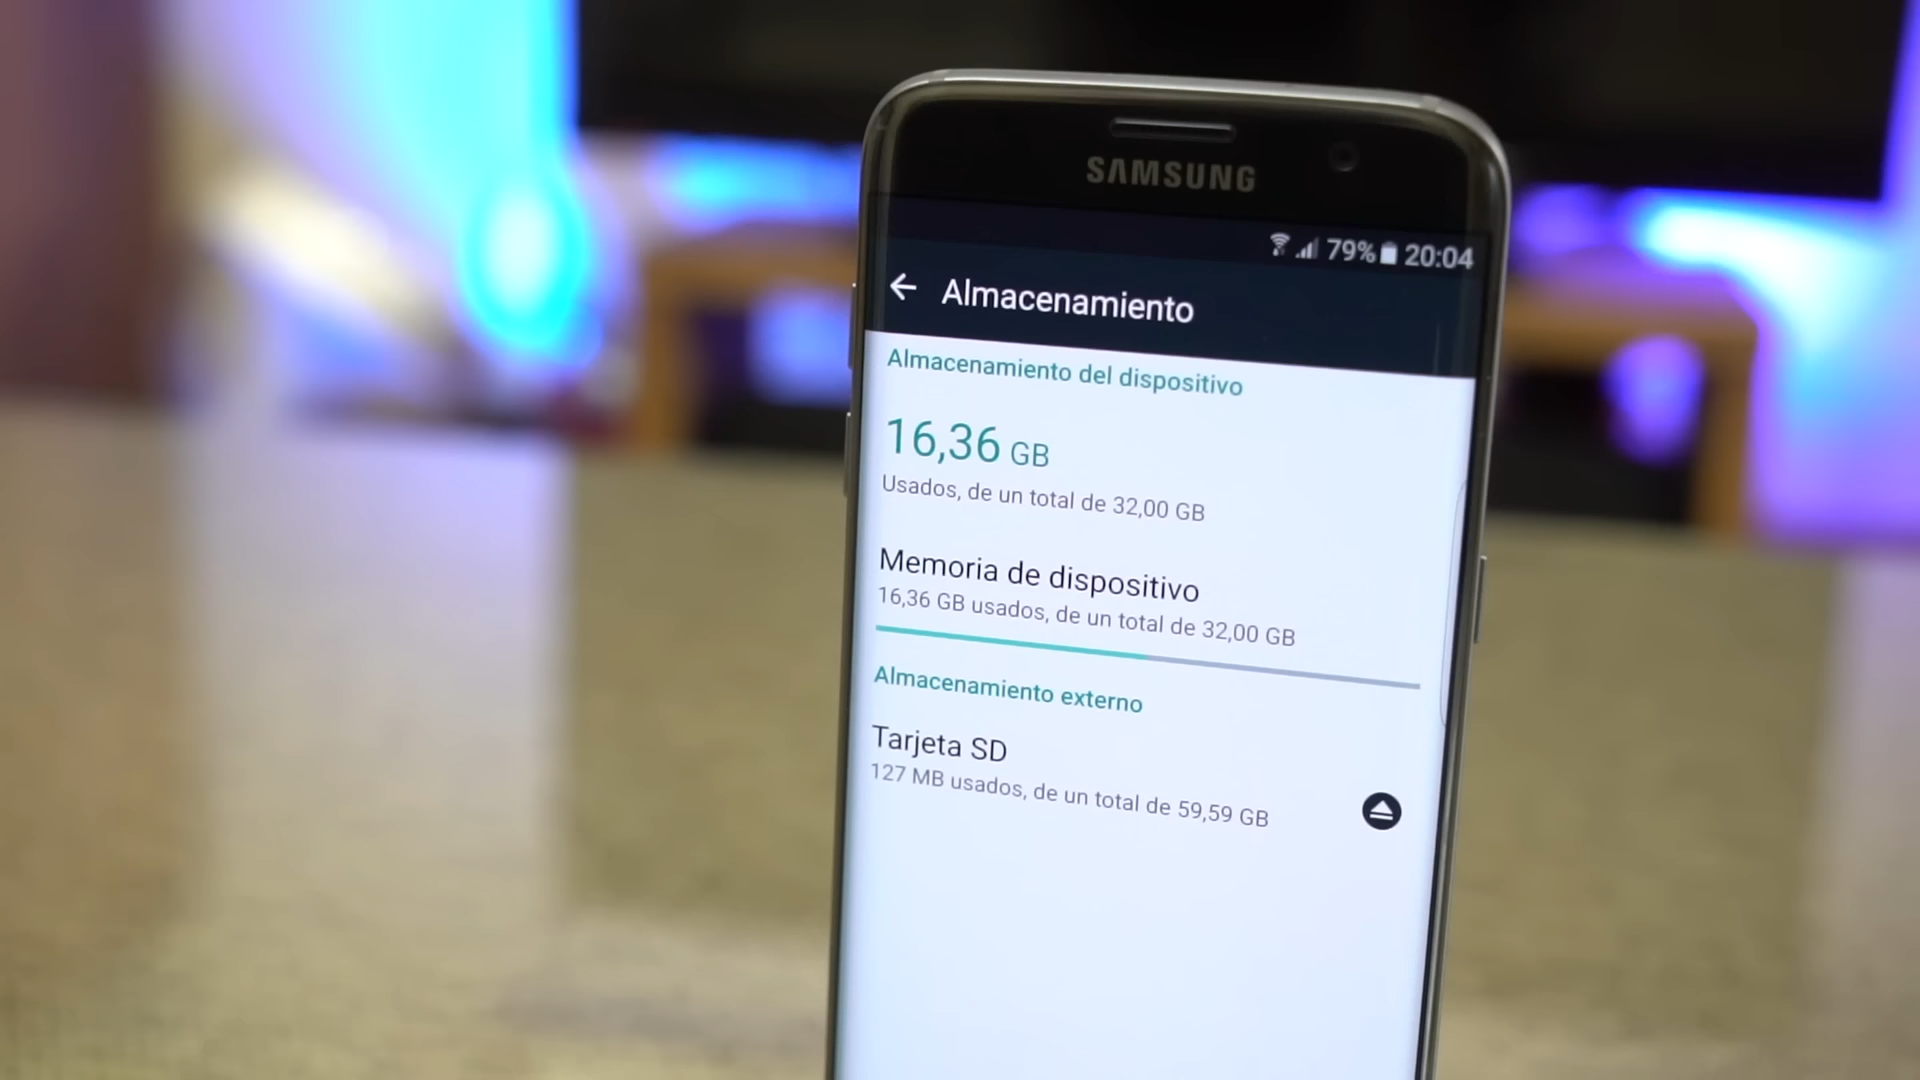 SAMSUNG
79% 20:04
Almacenamiento
Almacenamiento del dispositivo
16,36 GB
Usados, de un total de 32,00 GB
Memoria de dispositivo
16,36 GB usados, de un total de 32,00 GB
Almacenamiento externo
Tarjeta SD
127 MB usados, de un total de 59,59 GB